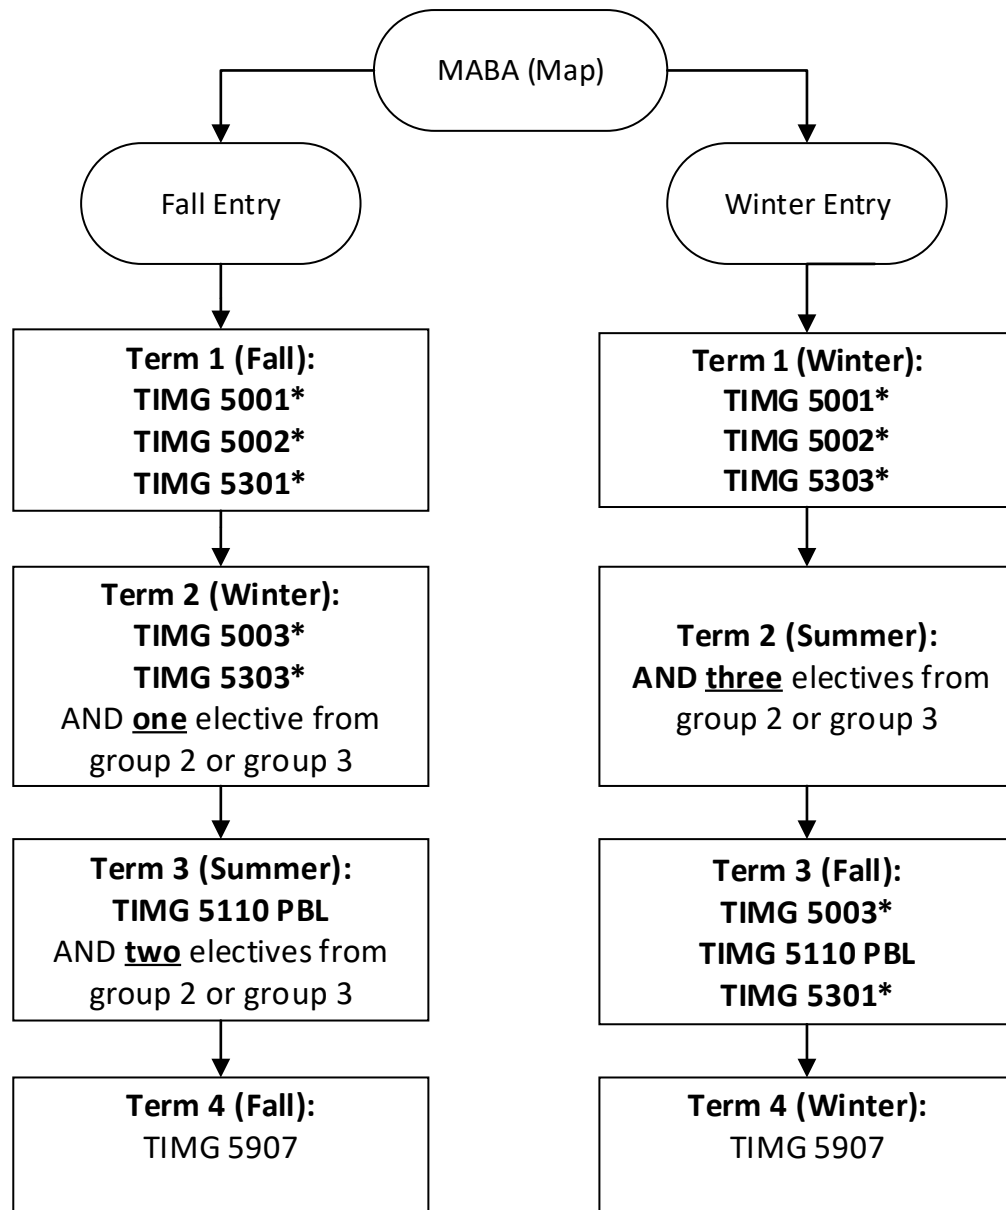 MABA (Map)
Fall Entry
Winter Entry
Term 1 (Fall):
TIMG 5001*
TIMG 5002*
TIMG 5301*
Term 1 (Winter):
TIMG 5001*
TIMG 5002*
TIMG 5303*
Term 2 (Winter):
TIMG 5003*
TIMG 5303*
AND one elective from
group 2 or group 3
Term 2 (Summer):
AND three electives from
group 2 or group 3
Term 3 (Summer):
TIMG 5110 PBL
AND two electives from
group 2 or group 3
Term 3 (Fall):
TIMG 5003*
TIMG 5110 PBL
TIMG 5301*
Term 4 (Fall):
TIMG 5907
Term 4 (Winter):
TIMG 5907